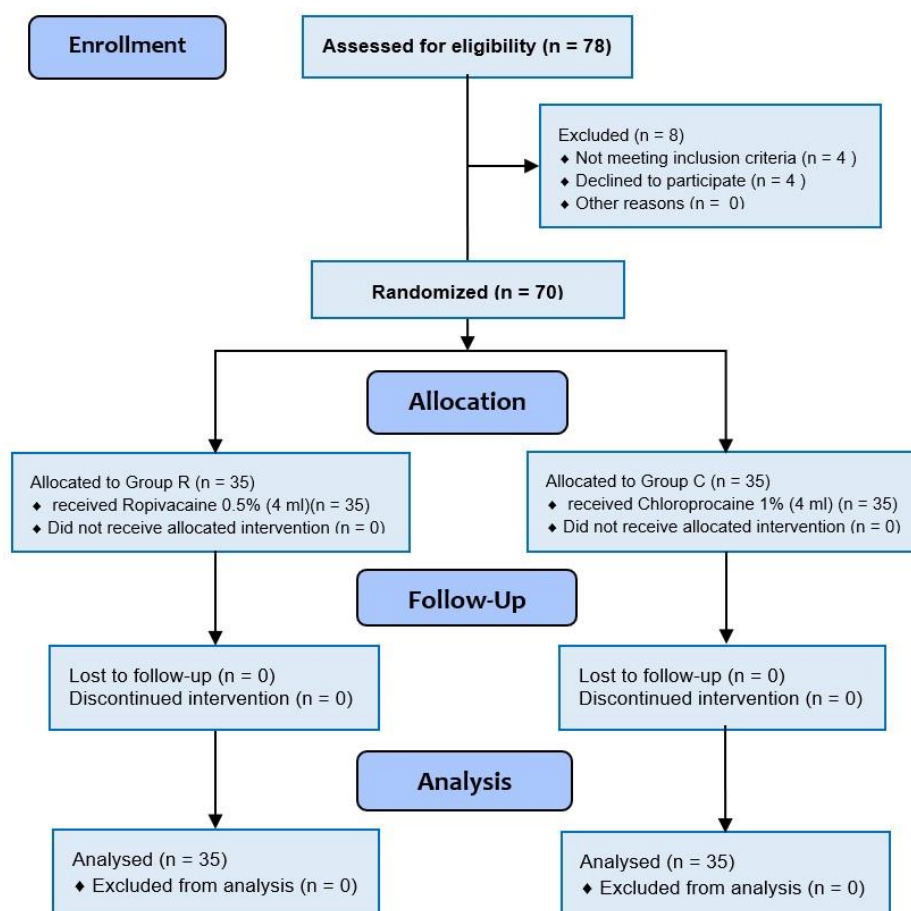 Enrollment
Assessed for eligibility (n = 78)
Excluded (n = 8)
♦ Not meeting inclusion criteria (n = 4 )
♦ Declined to participate (n = 4 )
♦ Other reasons (n = 0)
Randomized (n = 70)
Allocation
Allocated to Group R (n = 35)
♦ received Ropivacaine 0.5% (4 ml)(n = 35)
♦ Did not receive allocated intervention (n = 0)
Allocated to Group C (n = 35)
♦ received Chloroprocaine 1% (4 ml) (n = 35)
♦ Did not receive allocated intervention (n = 0)
Follow-Up
Lost to follow-up (n = 0)
Discontinued intervention (n = 0)
Lost to follow-up (n = 0)
Discontinued intervention (n = 0)
Analysis
Analysed (n = 35)
♦ Excluded from analysis (n = 0)
Analysed (n = 35)
♦ Excluded from analysis (n = 0)